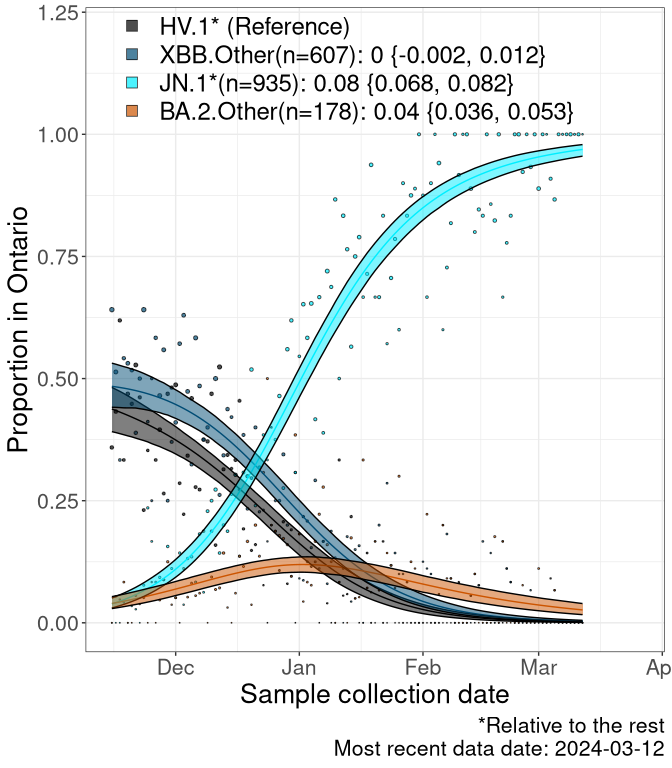 1.25
HV.1* (Reference)
XBB.Other(n=607): 0 {-0.002, 0.012}
JN.1*(n=935): 0.08 {0.068, 0.082}
BA.2.Other(n=178): 0.04 {0.036, 0.053}
1.00
0.75
0.50
0.25
0.00
Proportion in Ontario
Dec Jan Feb Mar Ap
Sample collection date
*Relative to the rest
Most recent data date: 2024-03-12